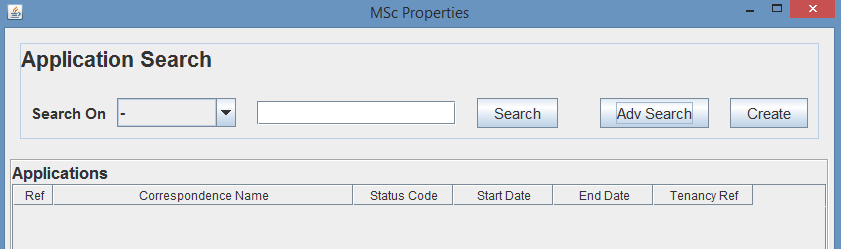 MSc Properties
Application Search
Search On - Search Adv Search Create
Applications
Ref Correspondence Name Status Code Start Date End Date Tenancy Ref